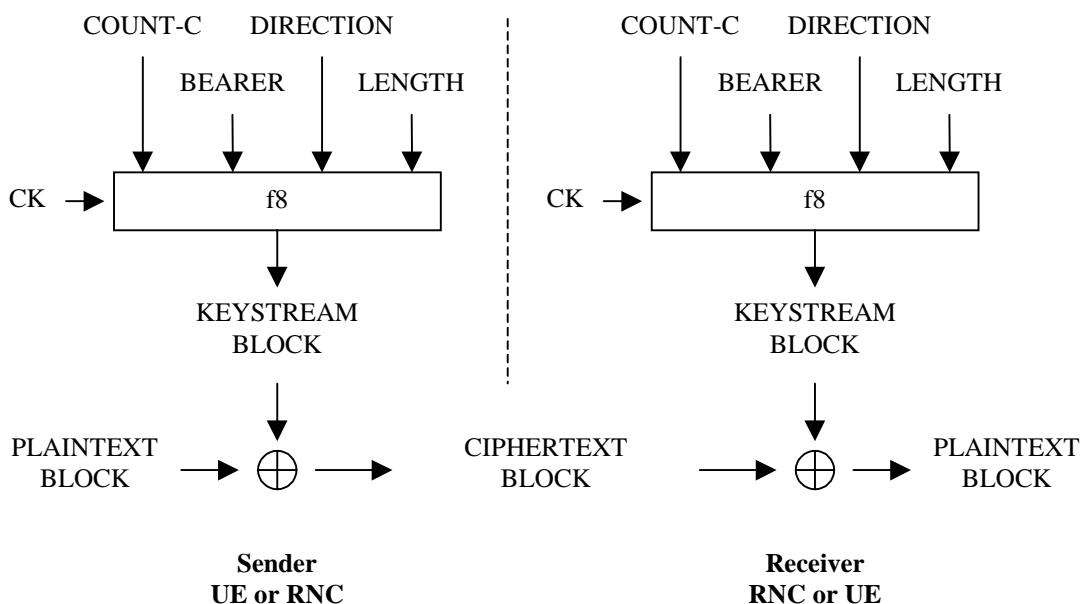 COUNT-C DIRECTION
BEARER LENGTH
CK f8
KEYSTREAM
BLOCK
COUNT-C DIRECTION
BEARER LENGTH
CK f8
KEYSTREAM
BLOCK
PLAINTEXT
BLOCK
CIPHERTEXT
BLOCK
PLAINTEXT
BLOCK
Sender
UE or RNC
Receiver
RNC or UE